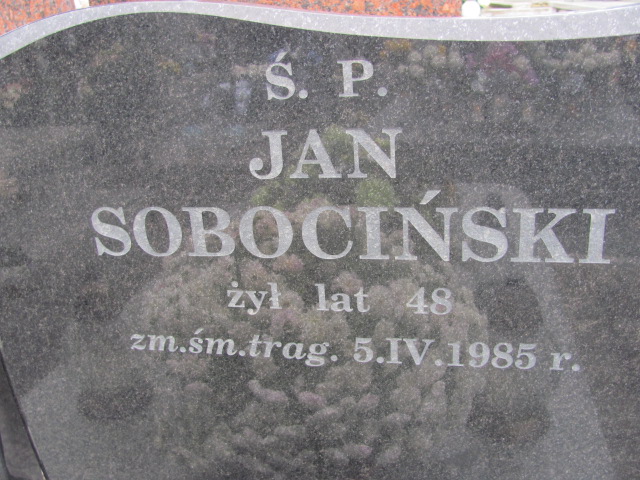 Ś. P.
JAN
SOBOCIŃSKI
żył lat 48
zm.śm.trag. 5.IV.1985 r.